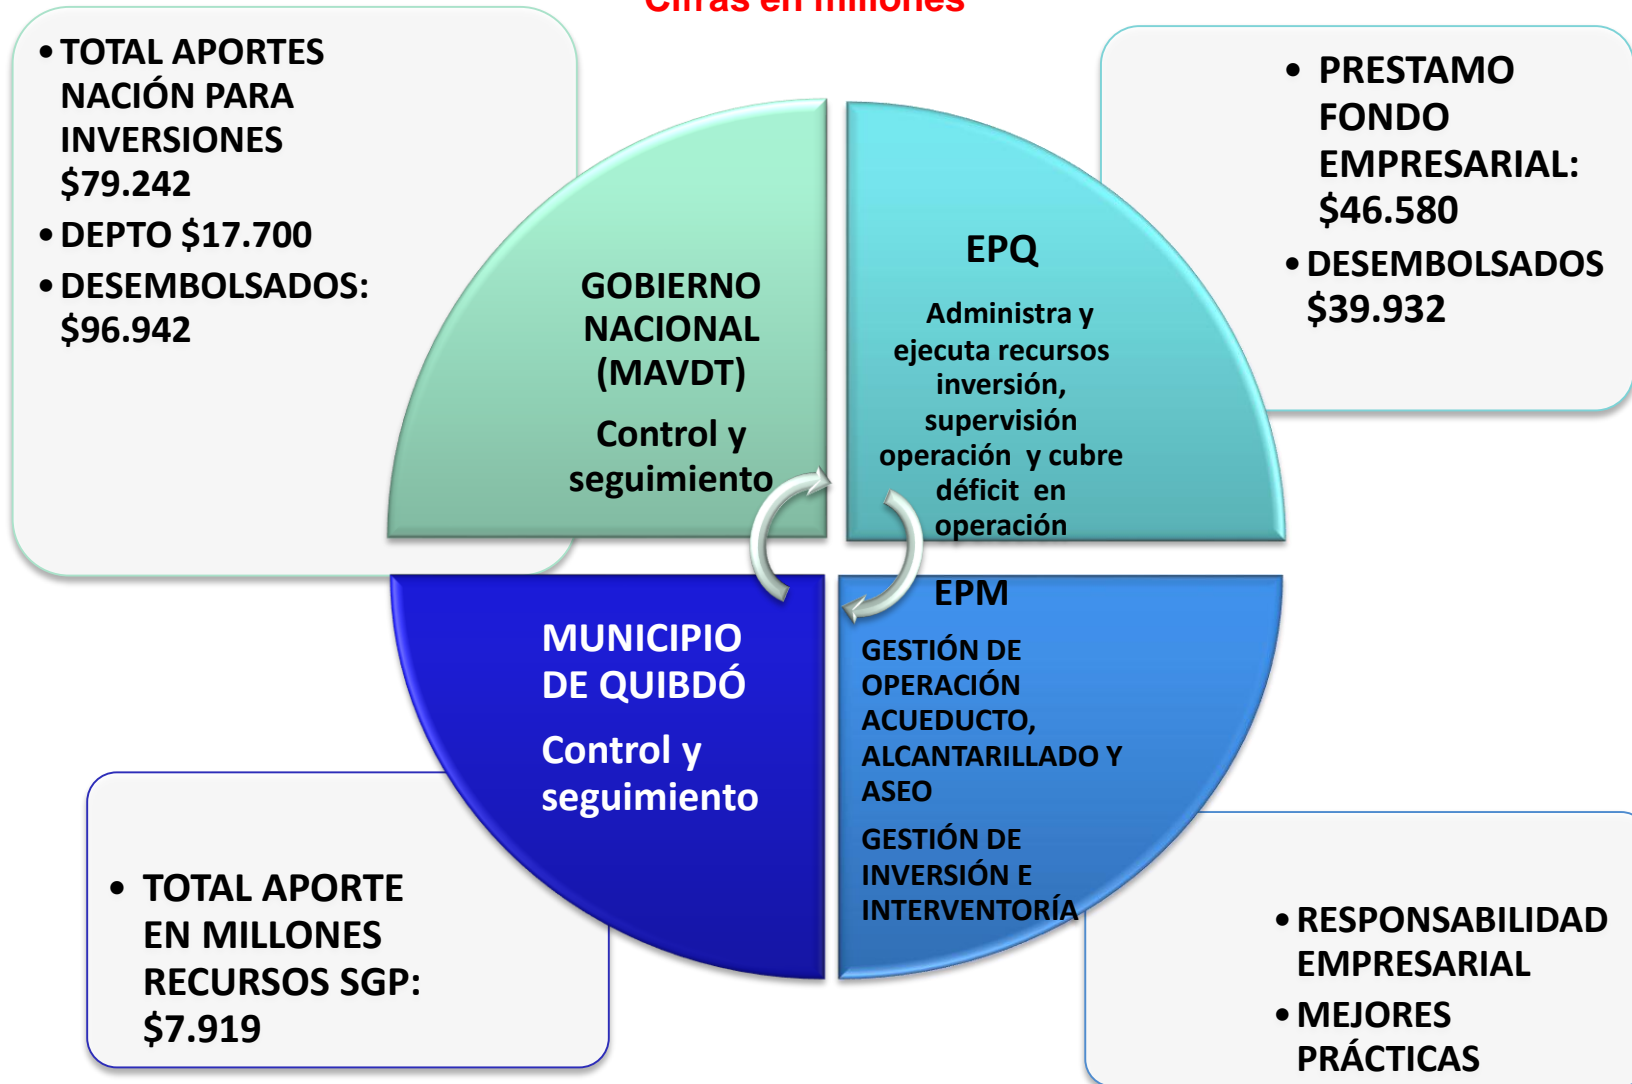 Cifras en millones
• TOTAL APORTES
NACIÓN PARA
INVERSIONES
$79.242
• DEPTO $17.700
• DESEMBOLSADOS:
$96.942
• PRESTAMO
FONDO
EMPRESARIAL:
$46.580
• DESEMBOLSADOS
$39.932
GOBIERNO
NACIONAL
(MAVDT)
Control y
seguimiento
EPQ
Administra y
ejecuta recursos
inversión,
supervisión
operación y cubre
déficit en
operación
MUNICIPIO
DE QUIBDÓ
Control y
seguimiento
EPM
GESTIÓN DE
OPERACIÓN
ACUEDUCTO,
ALCANTARILLADO Y
ASEO
GESTIÓN DE
INVERSIÓN E
INTERVENTORÍA
• TOTAL APORTE
EN MILLONES
RECURSOS SGP:
$7.919
• RESPONSABILIDAD
EMPRESARIAL
• MEJORES
PRÁCTICAS